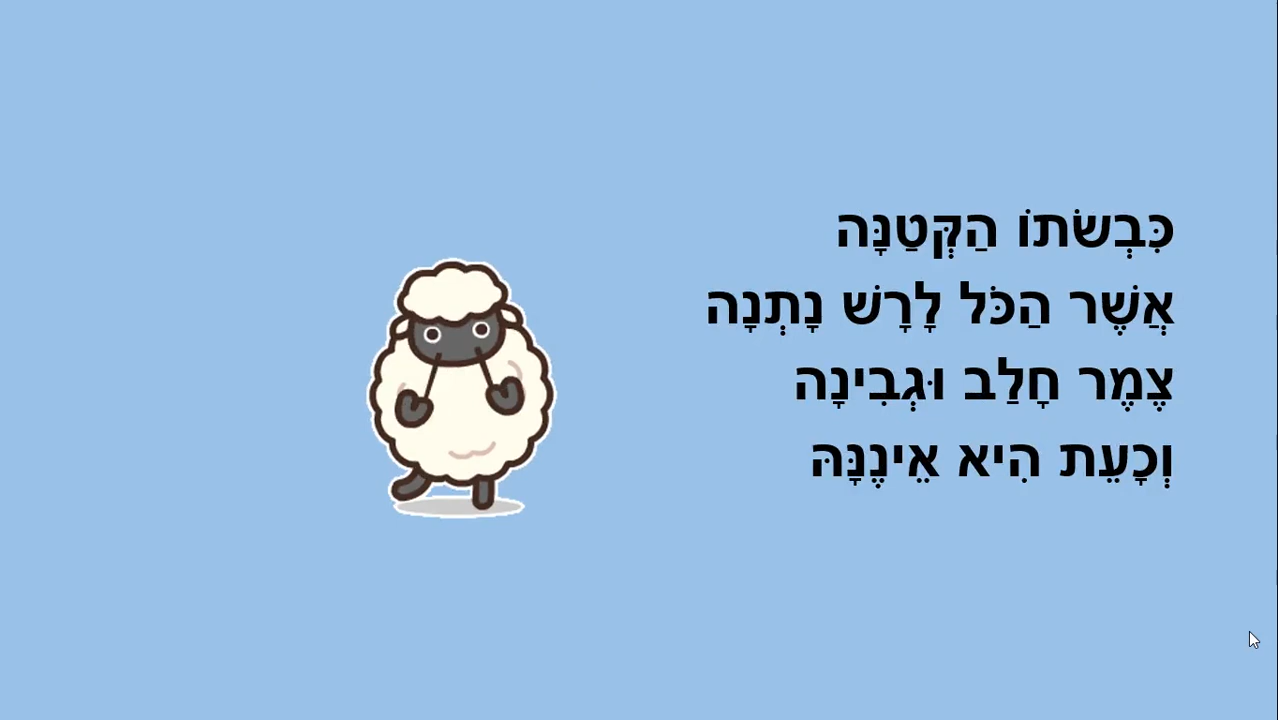 כִּבְשׂתוֹ הַקְּטַנָּה
אֲשֶׁר הַכֹּל לָרָשׁ נָתְנָה
צֶמֶר חָלַב וּגְבִינָה
וְכָעֵת הִיא אֵינֶנָּהּ